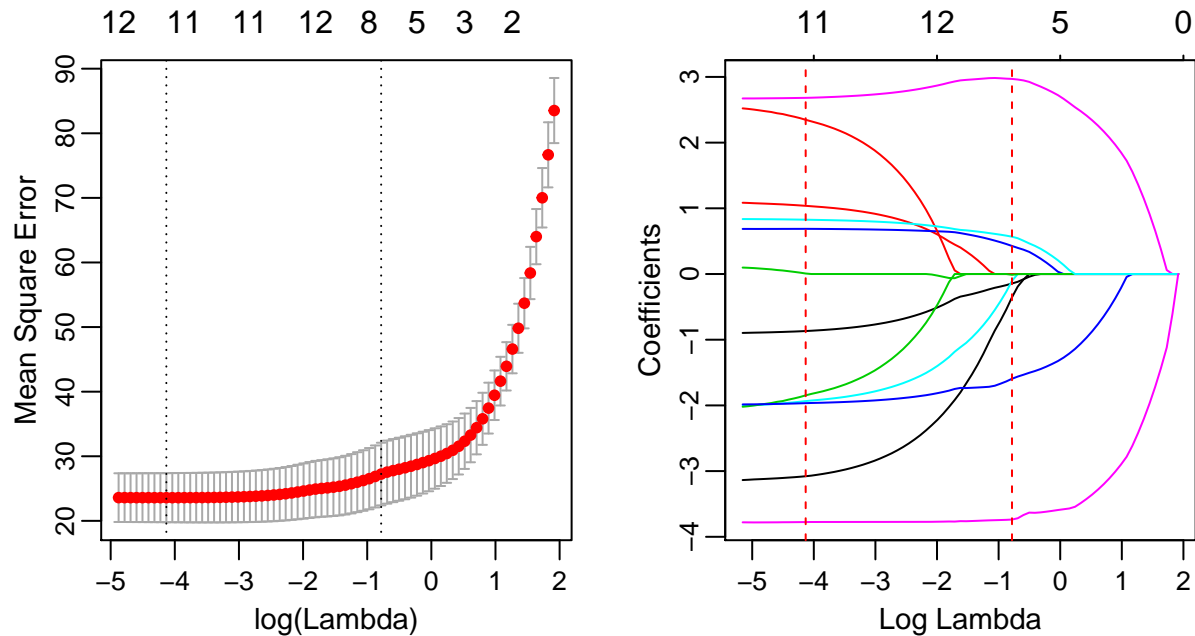 12 11 11 12 8 5 3 2
90
80
70
60
50
40
30
20
Mean Square Error
−5 −4 −3 −2 −1 0 1 2
log(Lambda)
11 12 5 0
3
2
1
0
−1
−2
−3
−4
Coefficients
−5 −4 −3 −2 −1 0 1 2
Log Lambda